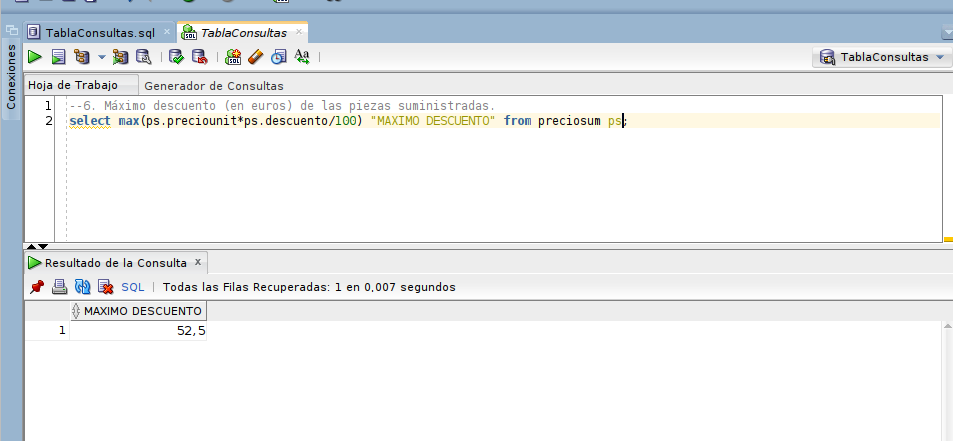 TablaConsultas.sql
TablaConsultas
TablaConsultas
Conexiones
Hoja de Trabajo
Generador de Consultas
1 --6. Máximo descuento (en euros) de las piezas suministradas.
2 select max(ps.preciounit*ps.descuento/100) "MAXIMO DESCUENTO" from preciosum ps;
Resultado de la Consulta x
SQL | Todas las Filas Recuperadas: 1 en 0,007 segundos
MAXIMO DESCUENTO
1 52,5